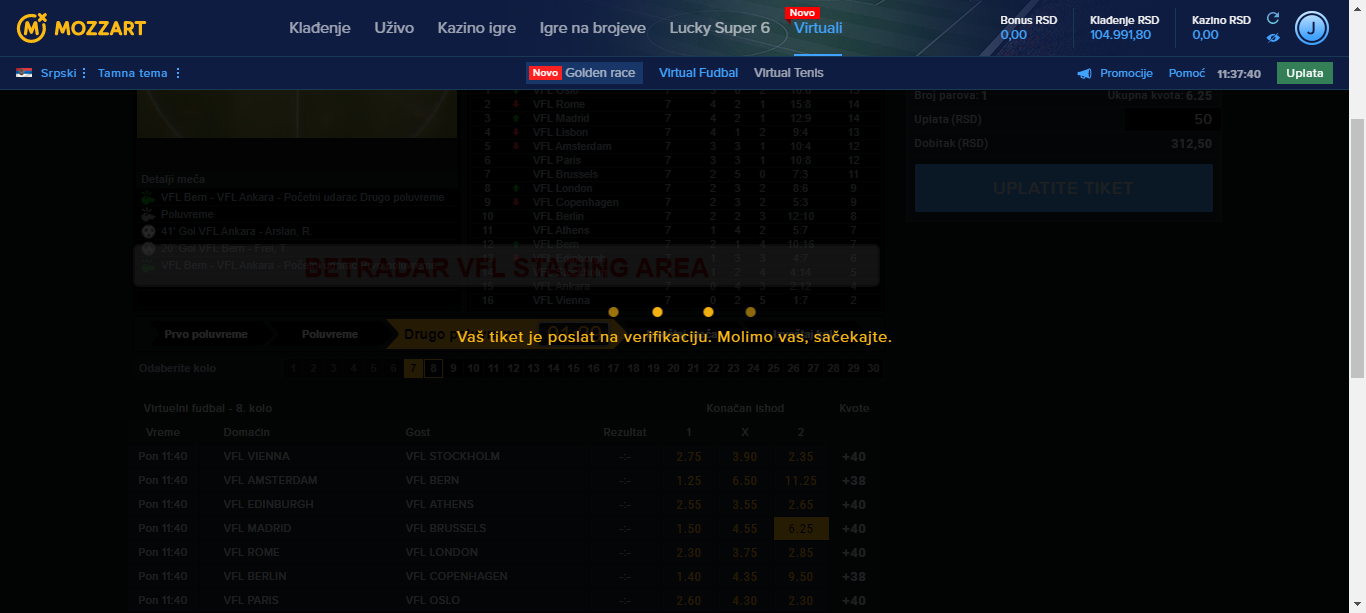 MOZZART
Klađenje Uživo Kazino igre Igre na brojeve Lucky Super 6 Novo Virtuali
Bonus RSD 0,00 Klađenje RSD 104.991,80 Kazino RSD 0,00 J
Srpski Tamna tema Novo Golden race Virtual Fudbal Virtual Tenis Promocije Pomoć 11:37:40 Uplata
Broj parova: 1 Ukupna kvota: 6.25
Uplata (RSD) 50
Dobitak (RSD) 312,50
UPLATITE TIKET
2 VFL Rome 7 4 2 1 15:8 14
3 VFL Madrid 7 4 2 1 12:9 14
4 VFL Lisbon 7 4 1 2 9:4 13
5 VFL Amsterdam 7 3 3 1 10:4 12
6 VFL Paris 7 3 3 1 10:8 12
7 VFL Brussels 7 2 5 0 7:3 11
8 VFL London 7 2 3 2 8:6 9
9 VFL Copenhagen 7 2 3 2 5:3 9
10 VFL Berlin 7 2 2 3 12:10 8
11 VFL Athens 7 1 4 2 5:7 7
12 VFL Bern 7 2 1 4 10:16 7
15 VFL Ankara 7 0 4 3 2:12 4
16 VFL Vienna 7 0 2 5 1:7 2
Detalji meča
VFL Bern - VFL Ankara - Početni udarac Drugo poluvreme
Poluvreme
41' Gol VFL Ankara - Arslan, R.
VFL Bern - VFL Ankara -
BETRADAR VFL STAGING AREA
Prvo poluvreme Poluvreme Drugo
Vaš tiket je poslat na verifikaciju. Molimo vas, sačekajte.
Odaberite kolo 1 2 3 4 5 6 7 8 9 10 11 12 13 14 15 16 17 18 19 20 21 22 23 24 25 26 27 28 29 30
Virtuelni fudbal - 8. kolo Konačan ishod Kvote
Vreme Domaćin Gost Rezultat 1 X 2
Pon 11:40 VFL VIENNA VFL STOCKHOLM -:- 2.75 3.90 2.35 +40
Pon 11:40 VFL AMSTERDAM VFL BERN -:- 1.25 6.50 11.25 +38
Pon 11:40 VFL EDINBURGH VFL ATHENS -:- 2.55 3.55 2.65 +40
Pon 11:40 VFL MADRID VFL BRUSSELS -:- 1.50 4.55 6.25 +40
Pon 11:40 VFL ROME VFL LONDON -:- 2.30 3.75 2.85 +40
Pon 11:40 VFL BERLIN VFL COPENHAGEN -:- 1.40 4.35 9.50 +38
Pon 11:40 VFL PARIS VFL OSLO -:- 2.60 4.30 2.30 +40